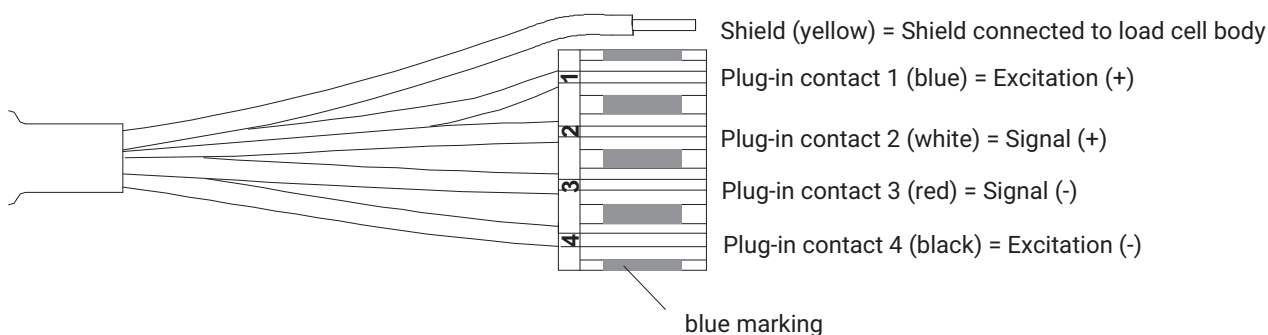 Shield (yellow) = Shield connected to load cell body
1
Plug-in contact 1 (blue) = Excitation (+)
2
Plug-in contact 2 (white) = Signal (+)
3
Plug-in contact 3 (red) = Signal (-)
4
Plug-in contact 4 (black) = Excitation (-)
blue marking